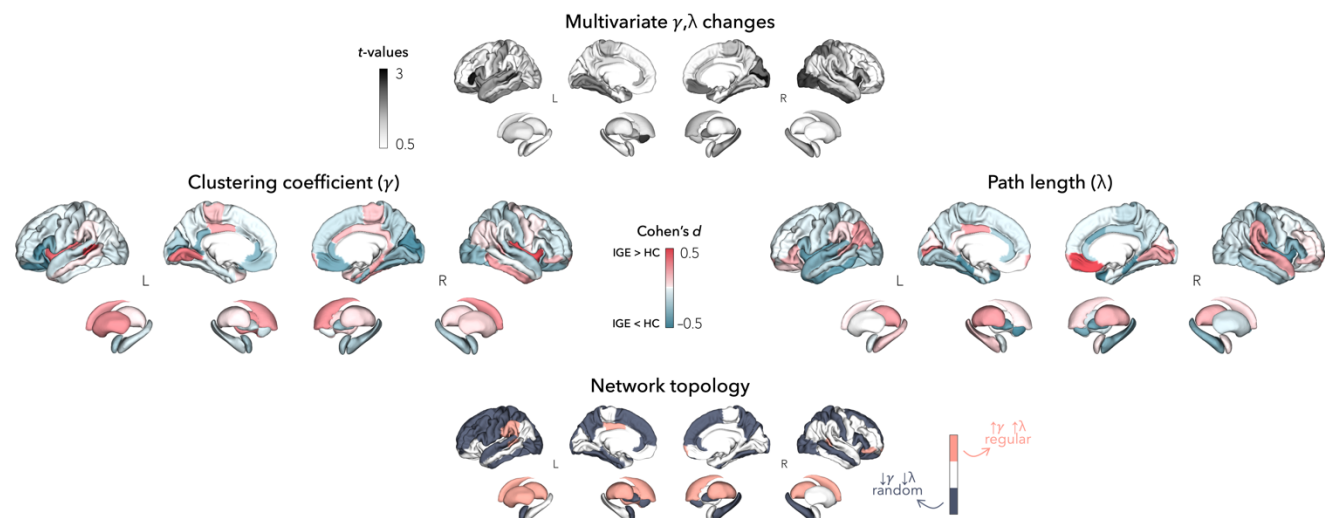 Multivariate γ,λ changes
t-values
3
0.5
L
R
Clustering coefficient (γ)
Path length (λ)
Cohen's d
IGE > HC
0.5
IGE < HC
–0.5
L
R
L
R
Network topology
L
R
↑γ ↑λ
regular
↓γ ↓λ
random